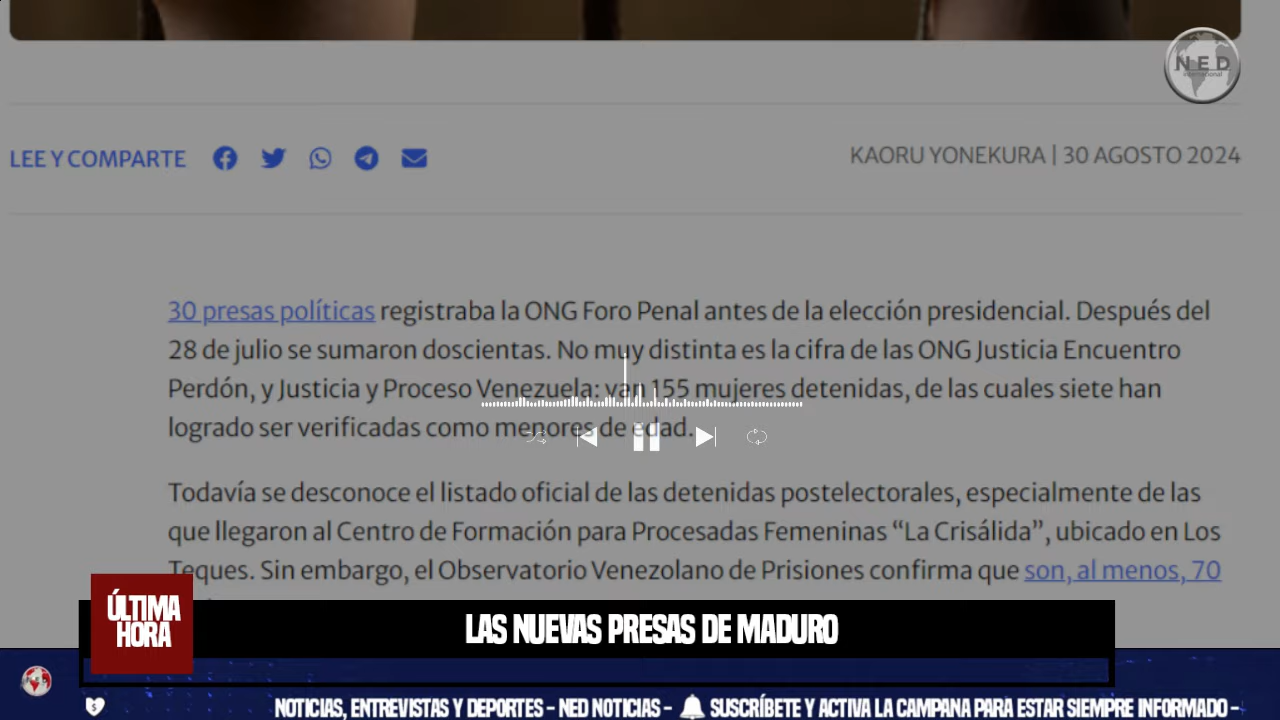 NED
international
LEE Y COMPARTE
KAORU YONEKURA | 30 AGOSTO 2024
30 presas políticas registraba la ONG Foro Penal antes de la elección presidencial. Después del
28 de julio se sumaron doscientas. No muy distinta es la cifra de las ONG Justicia Encuentro
Perdón, y Justicia y Proceso Venezuela: van 155 mujeres detenidas, de las cuales siete han
logrado ser verificadas como menores de edad.
Todavía se desconoce el listado oficial de las detenidas postelectorales, especialmente de las
que llegaron al Centro de Formación para Procesadas Femeninas “La Crisálida”, ubicado en Los
Teques. Sin embargo, el Observatorio Venezolano de Prisiones confirma que son, al menos, 70
ÚLTIMA
HORA
LAS NUEVAS PRESAS DE MADURO
NOTICIAS, ENTREVISTAS Y DEPORTES - NED NOTICIAS - SUSCRÍBETE Y ACTIVA LA CAMPANA PARA ESTAR SIEMPRE INFORMADO -